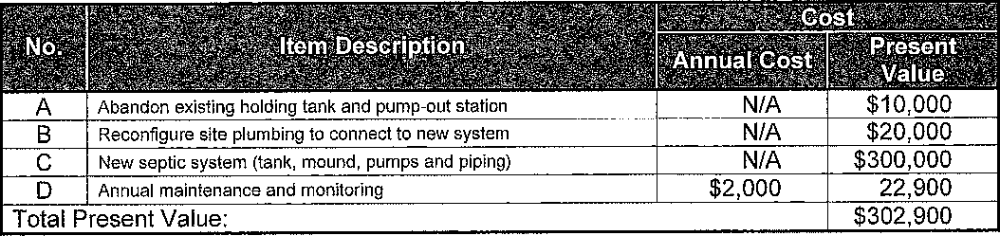 No. Item Description Cost
Annual Cost Present Value
A Abandon existing holding tank and pump-out station N/A $10,000
B Reconfigure site plumbing to connect to new system N/A $20,000
C New septic system (tank, mound, pumps and piping) N/A $300,000
D Annual maintenance and monitoring $2,000 22,900
Total Present Value: $302,900